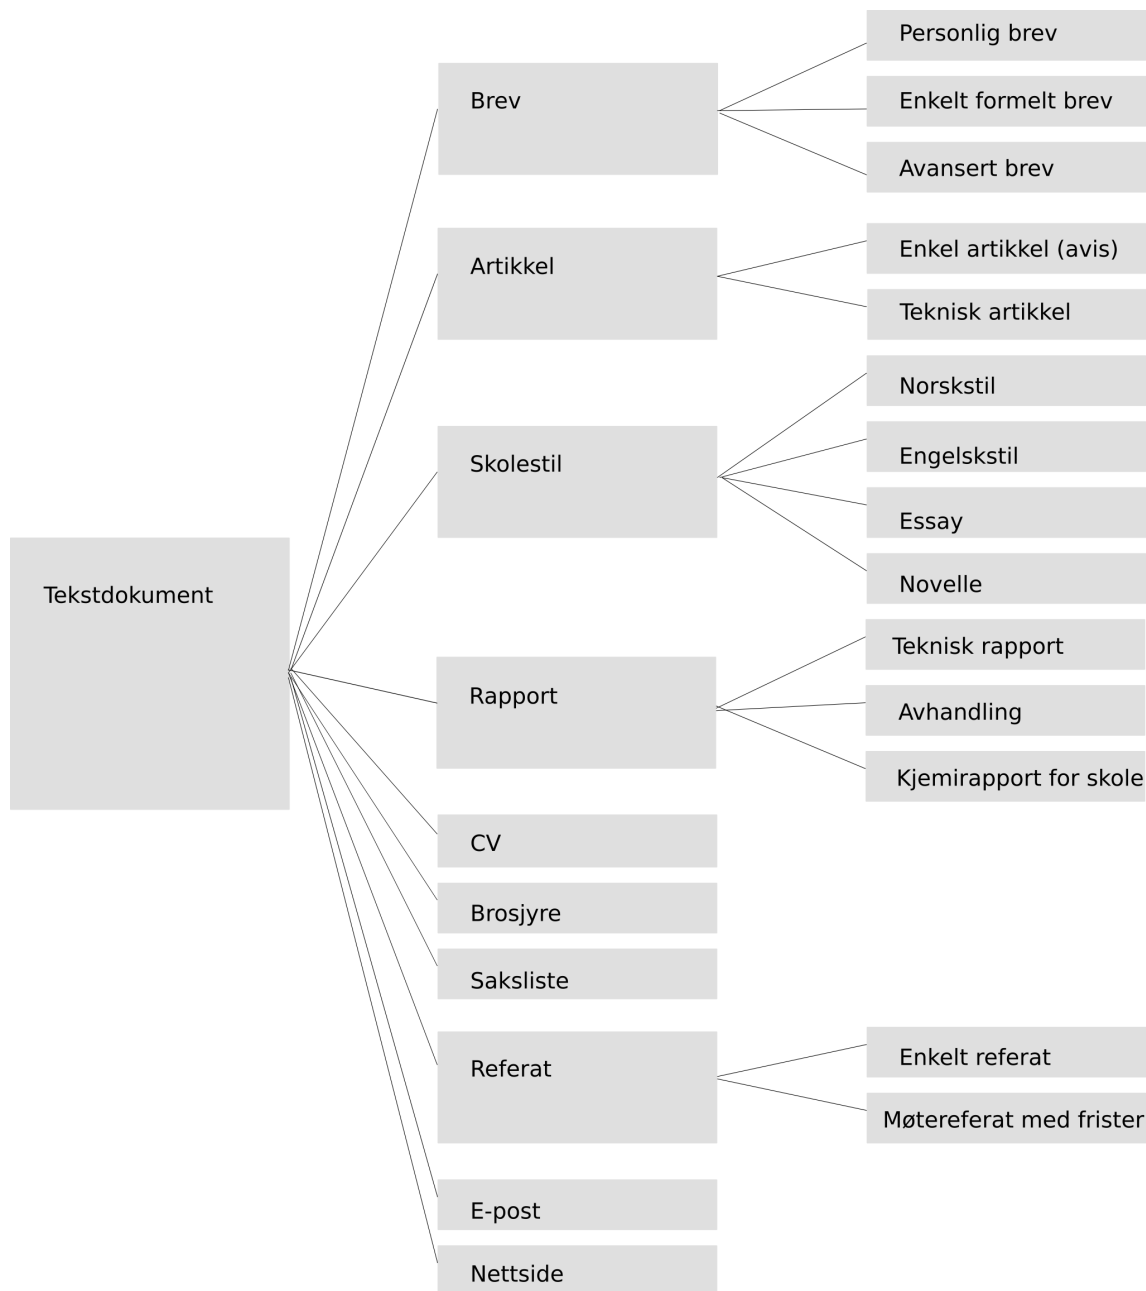 Tekstdokument
Brev
Personlig brev
Enkelt formelt brev
Avansert brev
Artikkel
Enkel artikkel (avis)
Teknisk artikkel
Skolestil
Norskstil
Engelskstil
Essay
Novelle
Rapport
Teknisk rapport
Avhandling
Kjemirapport for skole
CV
Brosjyre
Saksliste
Referat
Enkelt referat
Møtereferat med frister
E-post
Nettside